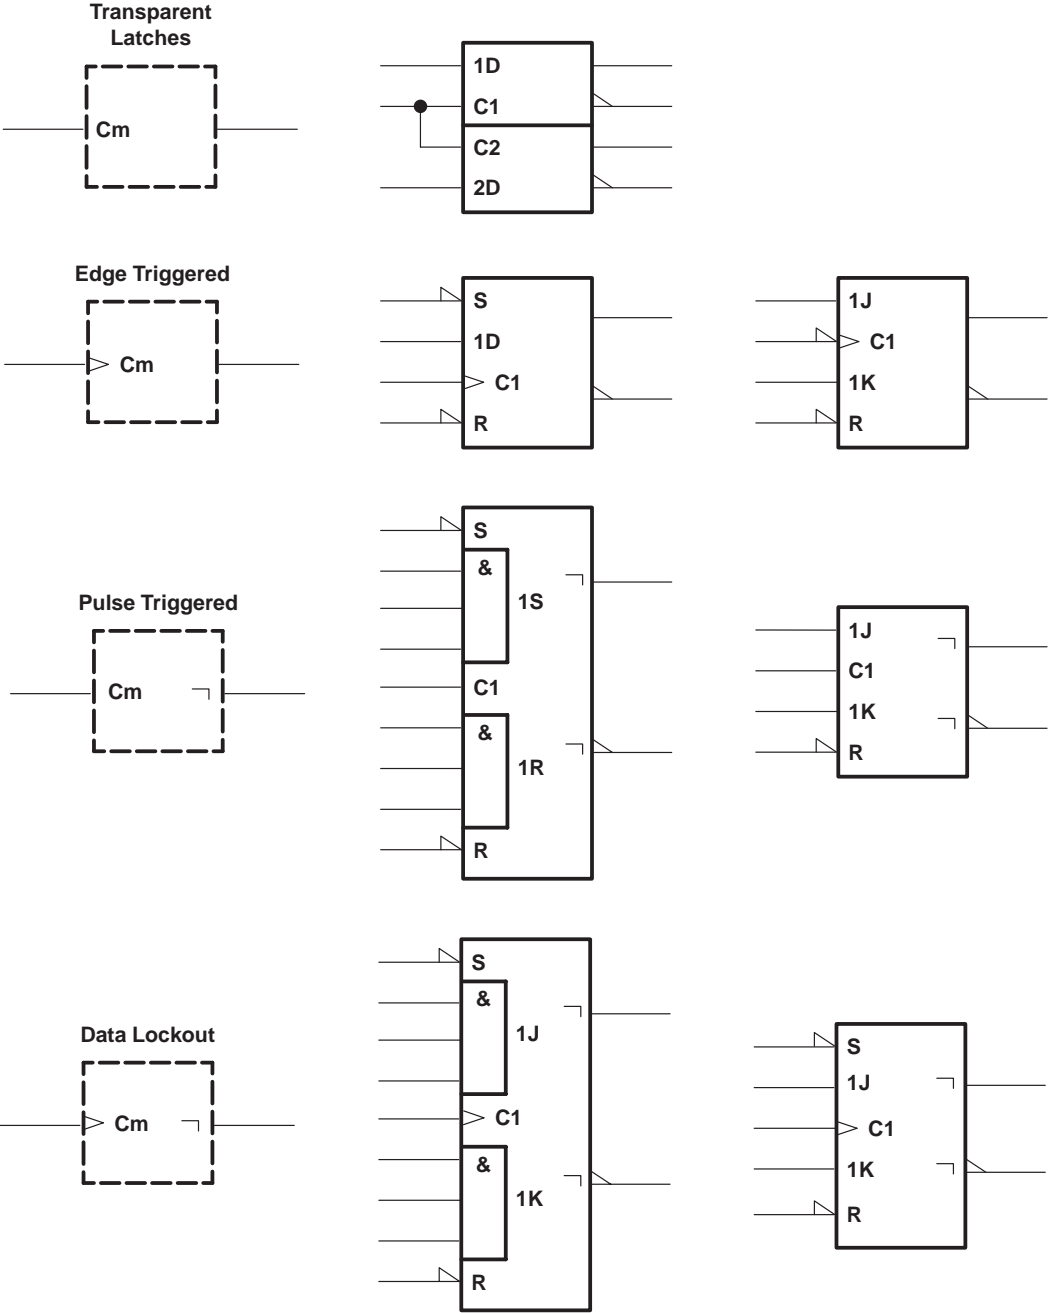 Transparent
Latches
Cm
1D
C1
C2
2D
Edge Triggered
Cm
S
1D
C1
R
1J
C1
1K
R
Pulse Triggered
Cm
S
&
1S
C1
&
1R
R
1J
C1
1K
R
Data Lockout
Cm
S
&
1J
C1
&
1K
R
S
1J
C1
1K
R